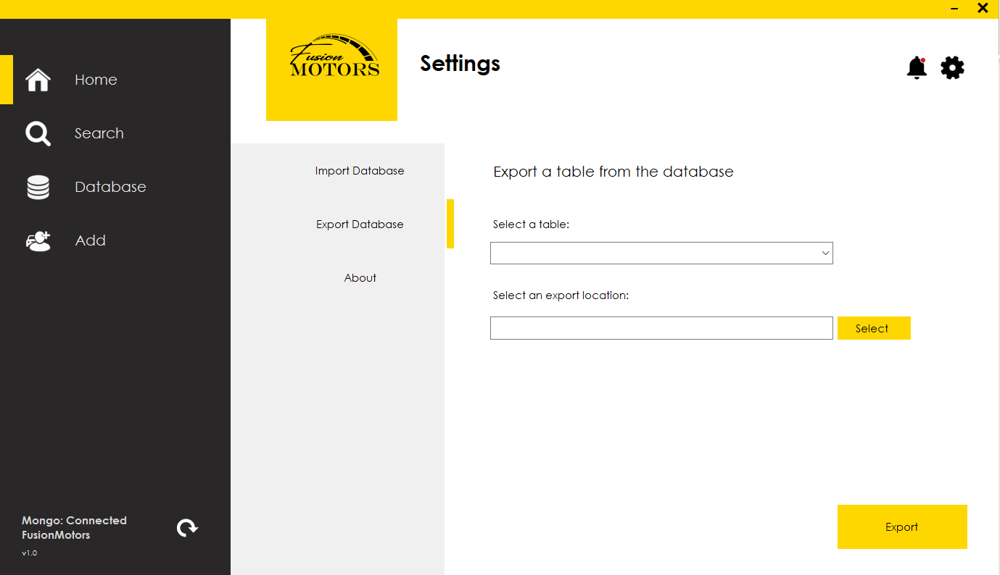 Fusion
MOTORS
Settings
Home
Search
Database
Add
Import Database
Export Database
About
Export a table from the database
Select a table:
Select an export location:
Select
Export
Mongo: Connected
FusionMotors
v1.0